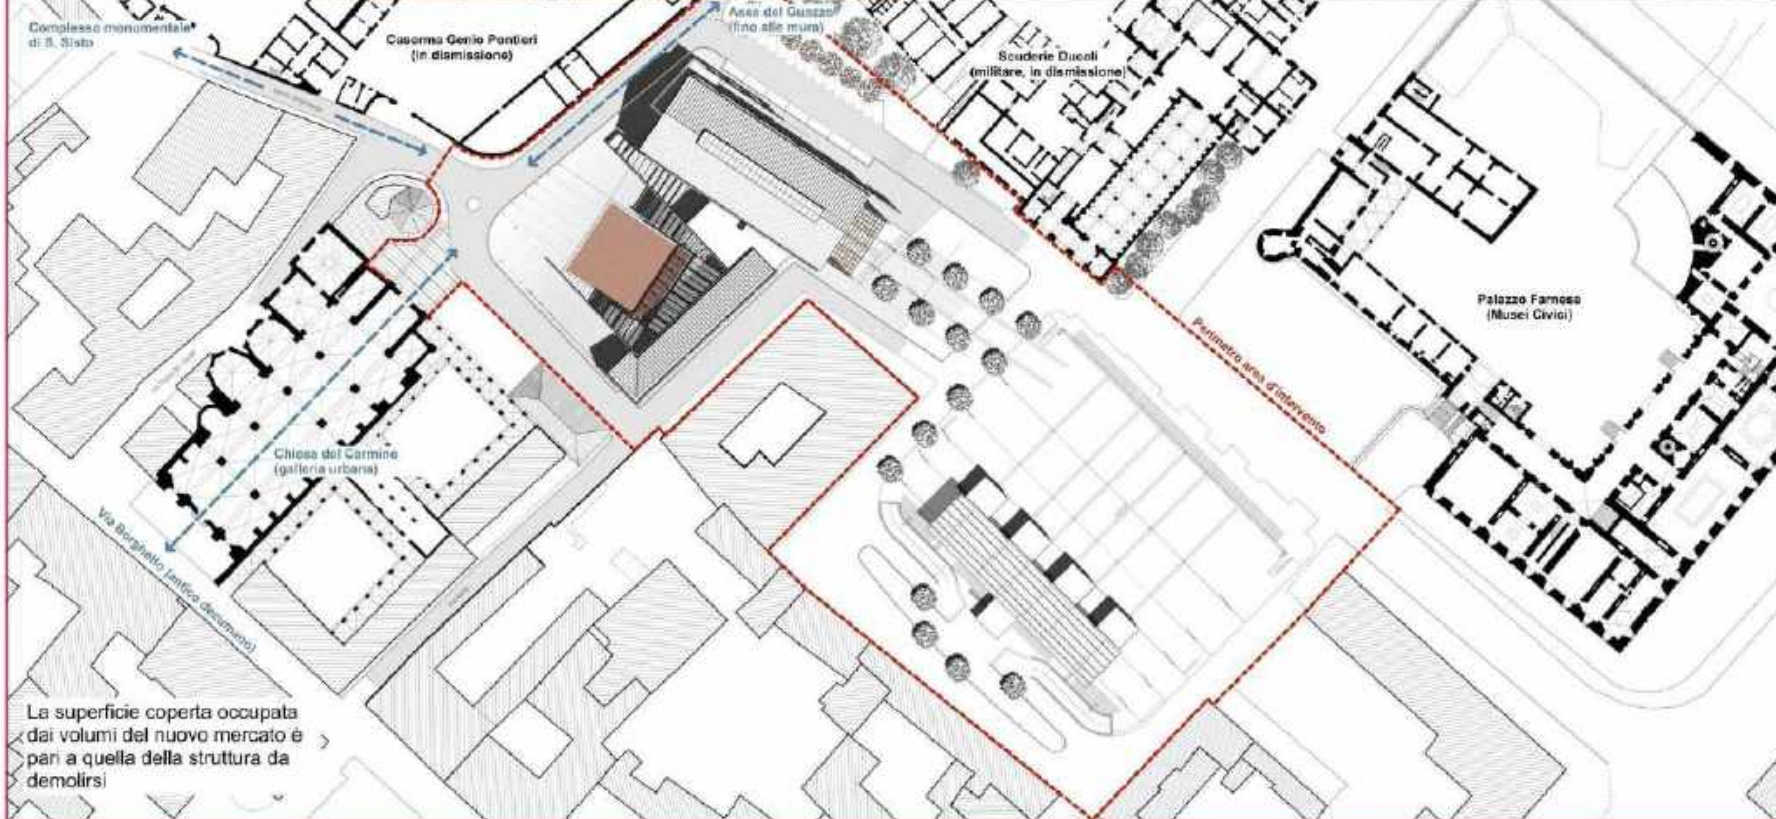 Complesso monumentale
di S. Sisto
Caserma Genio Pontieri
(in dismissione)
Area del Guazzo
(fino alle mura)
Scuderie Ducali
(militare, in dismissione)
Palazzo Farnese
(Musei Civici)
Perimetro area d'intervento
Chiesa del Carmine
(galleria urbana)
Via Borghetto (antico decumano)
La superficie coperta occupata
dai volumi del nuovo mercato è
pari a quella della struttura da
demolirsi